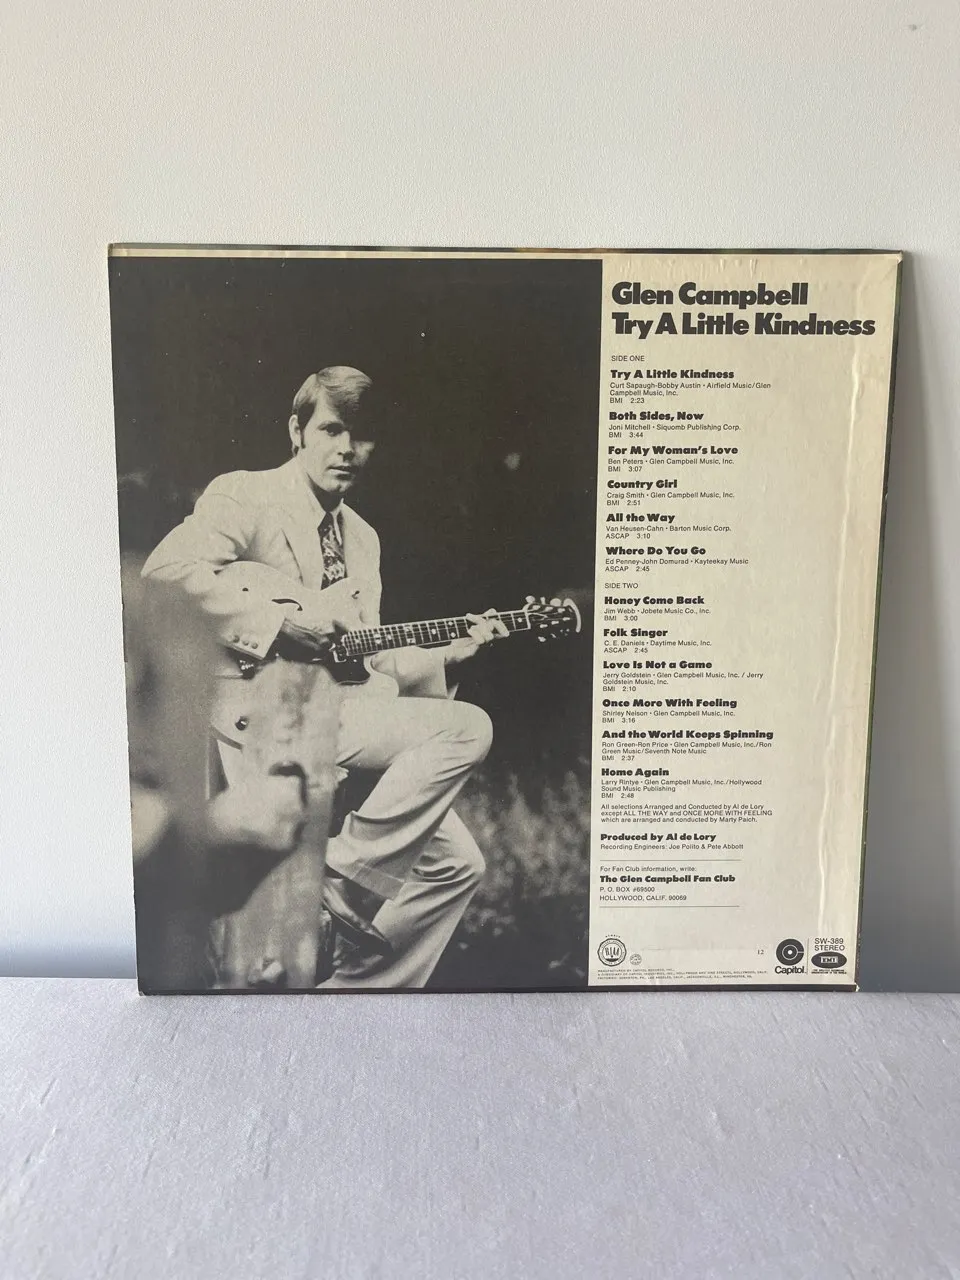 Glen Campbell
Try A Little Kindness
SIDE ONE
Try A Little Kindness
Curt Sapaugh-Bobby Austin • Airfield Music/Glen
Campbell Music, Inc.
BMI 2:23
Both Sides, Now
Joni Mitchell • Siquomb Publishing Corp.
BMI 3:44
For My Woman's Love
Ben Peters • Glen Campbell Music, Inc.
BMI 3:07
Country Girl
Craig Smith • Glen Campbell Music, Inc.
BMI 2:51
All the Way
Van Heusen-Cahn • Barton Music Corp.
ASCAP 3:10
Where Do You Go
Ed Penney-John Domurad • Kayteekay Music
ASCAP 2:45
SIDE TWO
Honey Come Back
Jim Webb • Jobete Music Co., Inc.
BMI 3:00
Folk Singer
C. E. Daniels • Daytime Music, Inc.
ASCAP 2:45
Love Is Not a Game
Jerry Goldstein • Glen Campbell Music, Inc. / Jerry
Goldstein Music, Inc.
BMI 2:10
Once More With Feeling
Shirley Nelson • Glen Campbell Music, Inc.
BMI 3:16
And the World Keeps Spinning
Ron Green-Ron Price • Glen Campbell Music, Inc./Ron
Green Music/Seventh Note Music
BMI 2:37
Home Again
Larry Rintye • Glen Campbell Music, Inc./Hollywood
Sound Music Publishing
BMI 2:48
All selections Arranged and Conducted by Al de Lory
except ALL THE WAY and ONCE MORE WITH FEELING
which are arranged and conducted by Marty Paich.
Produced by Al de Lory
Recording Engineers: Joe Polito & Pete Abbott
For Fan Club information, write:
The Glen Campbell Fan Club
P. O. BOX #69500
HOLLYWOOD, CALIF. 90069
12
Capitol
SW-389
STEREO
EMI
MANUFACTURED BY CAPITOL RECORDS, INC.,